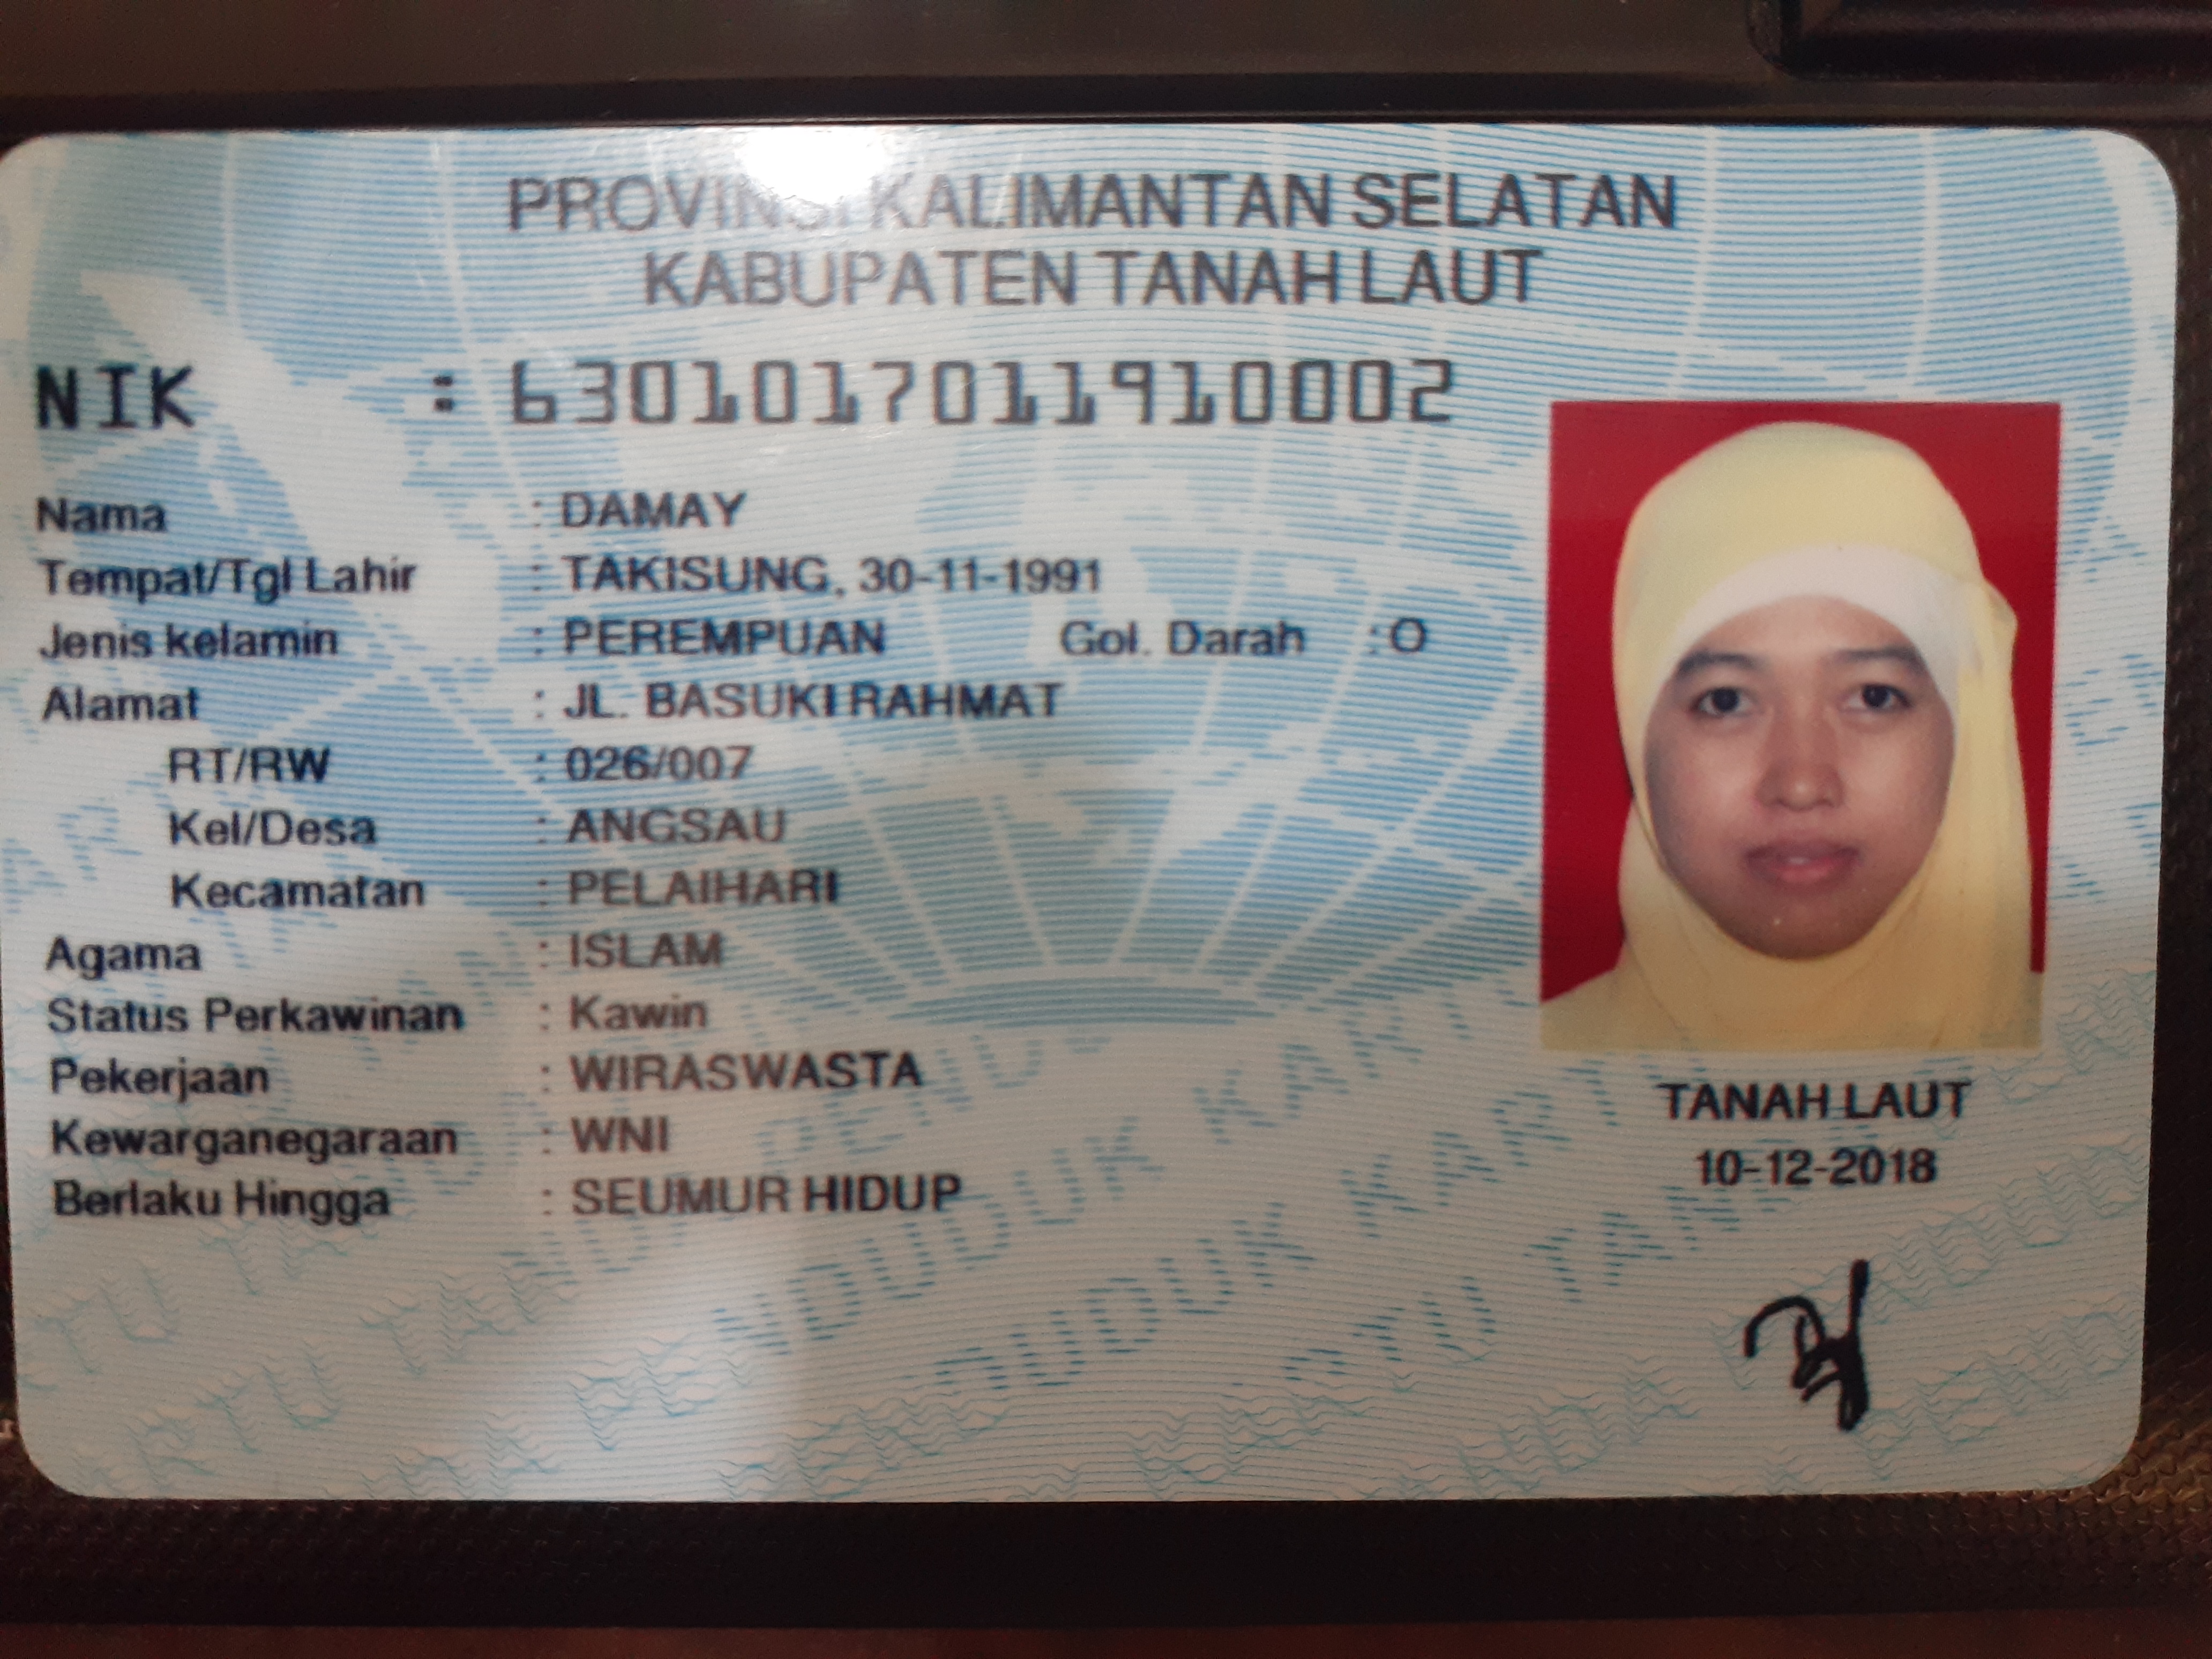 PROVINSI KALIMANTAN SELATAN
KABUPATEN TANAH LAUT
NIK : 6301017011910002
Nama : DAMAY
Tempat/Tgl Lahir : TAKISUNG, 30-11-1991
Jenis kelamin : PEREMPUAN Gol. Darah : O
Alamat : JL. BASUKI RAHMAT
RT/RW : 026/007
Kel/Desa : ANGSAU
Kecamatan : PELAIHARI
Agama : ISLAM
Status Perkawinan : Kawin
Pekerjaan : WIRASWASTA
Kewarganegaraan : WNI
Berlaku Hingga : SEUMUR HIDUP
TANAH LAUT
10-12-2018